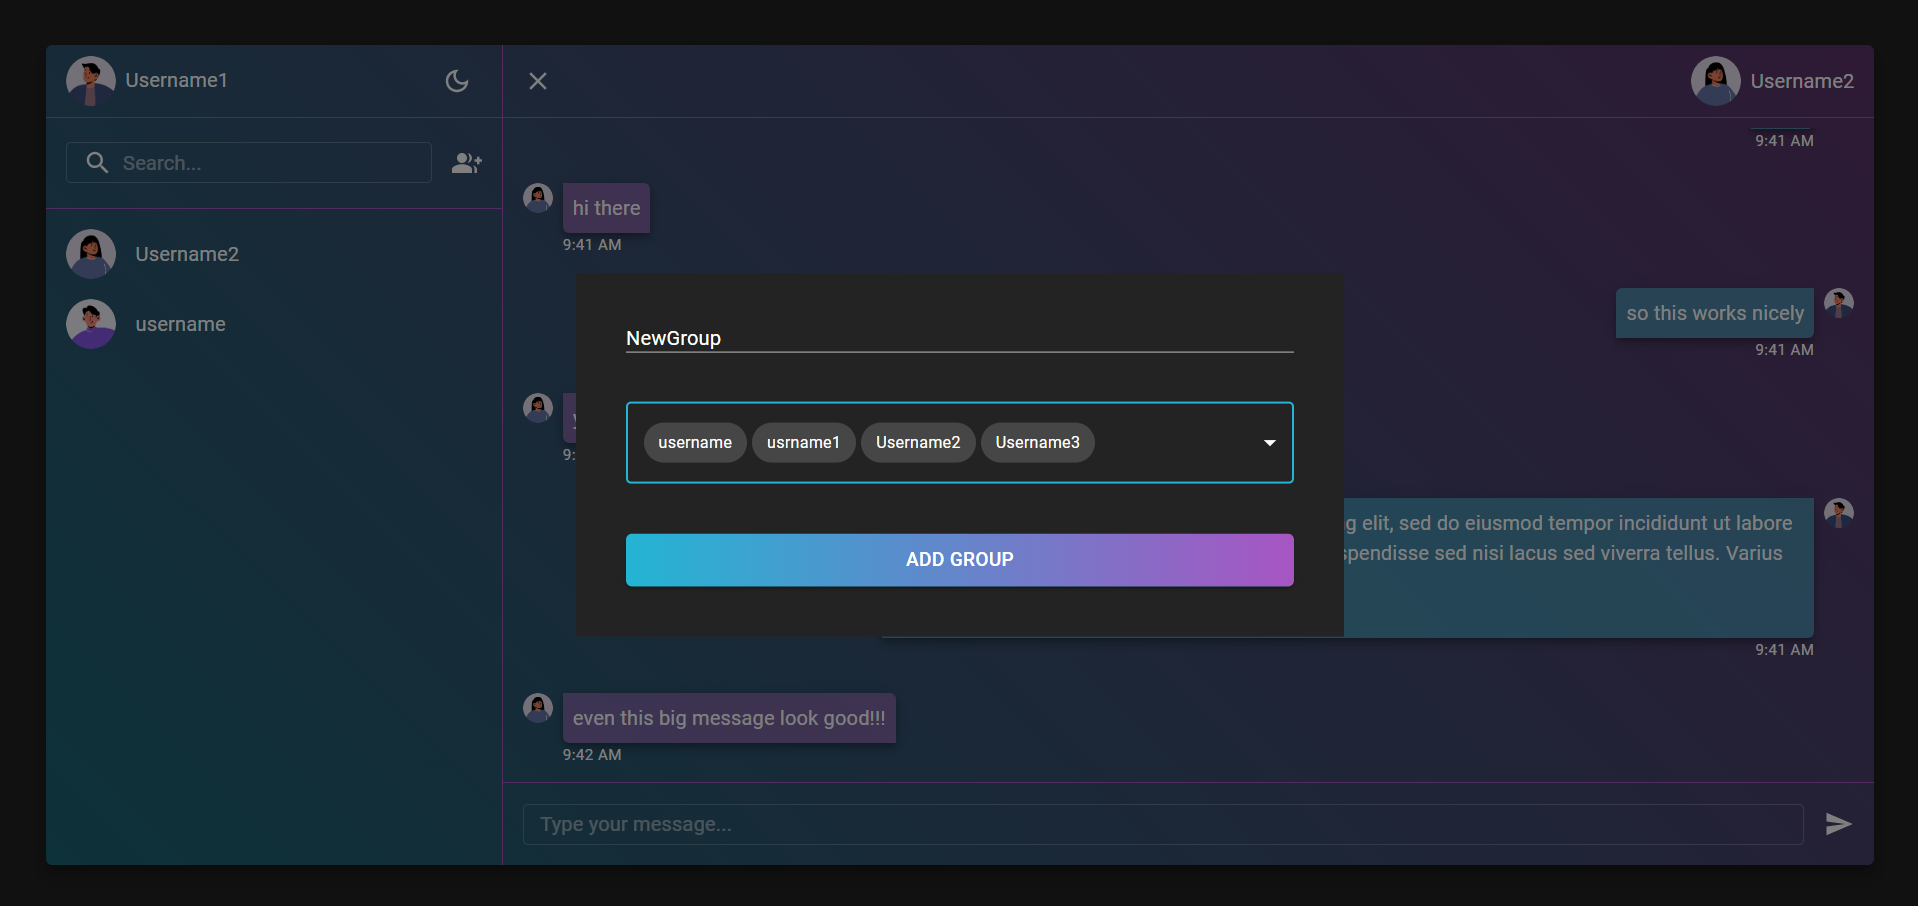 Username1
Username2
Search...
Username2
username
9:41 AM
hi there
9:41 AM
so this works nicely
9:41 AM
NewGroup
username usrname1 Username2 Username3
ADD GROUP
elit, sed do eiusmod tempor incididunt ut labore
sed nisi lacus sed viverra tellus. Varius
9:41 AM
even this big message look good!!!
9:42 AM
Type your message...